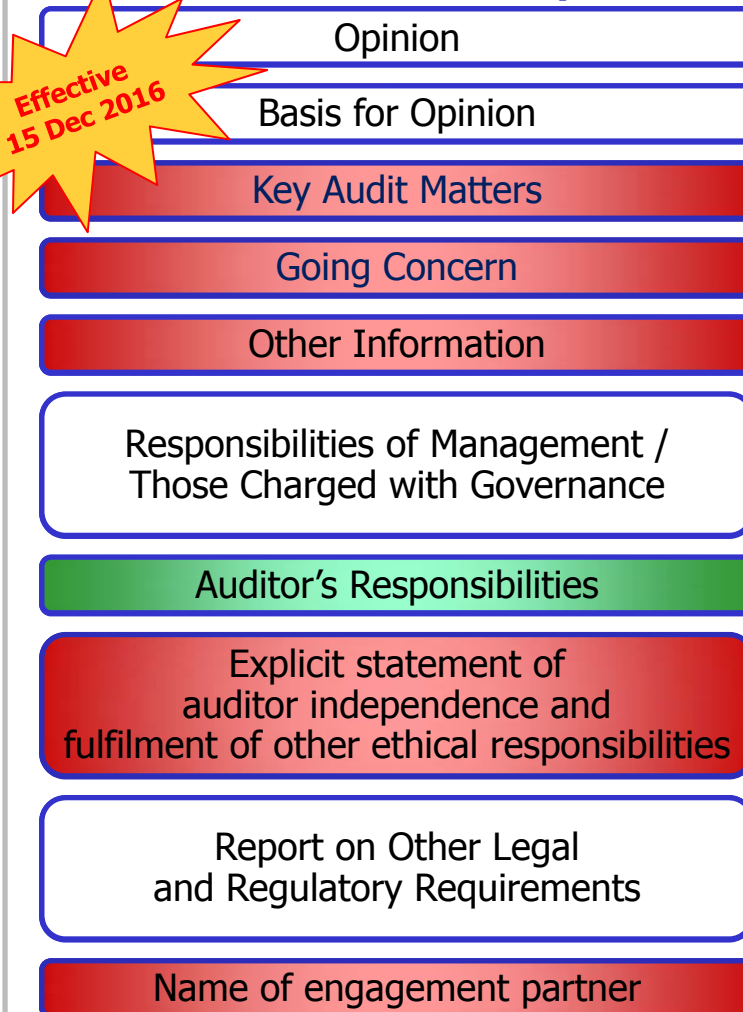 Opinion
Effective
15 Dec 2016
Basis for Opinion
Key Audit Matters
Going Concern
Other Information
Responsibilities of Management /
Those Charged with Governance
Auditor’s Responsibilities
Explicit statement of
auditor independence and
fulfilment of other ethical responsibilities
Report on Other Legal
and Regulatory Requirements
Name of engagement partner